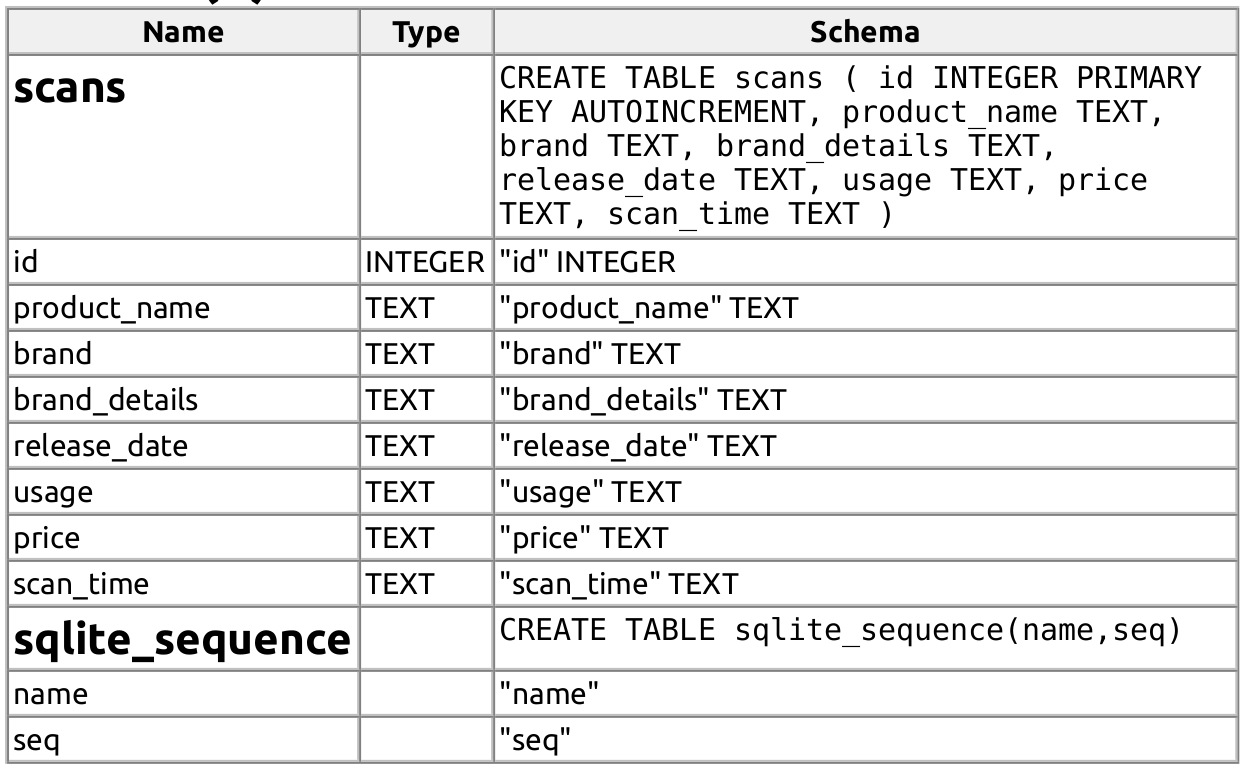 Name Type Schema
scans CREATE TABLE scans ( id INTEGER PRIMARY
KEY AUTOINCREMENT, product_name TEXT,
brand TEXT, brand_details TEXT,
release_date TEXT, usage TEXT, price
TEXT, scan_time TEXT )
id INTEGER "id" INTEGER
product_name TEXT "product_name" TEXT
brand TEXT "brand" TEXT
brand_details TEXT "brand_details" TEXT
release_date TEXT "release_date" TEXT
usage TEXT "usage" TEXT
price TEXT "price" TEXT
scan_time TEXT "scan_time" TEXT
sqlite_sequence CREATE TABLE sqlite_sequence(name,seq)
name "name"
seq "seq"